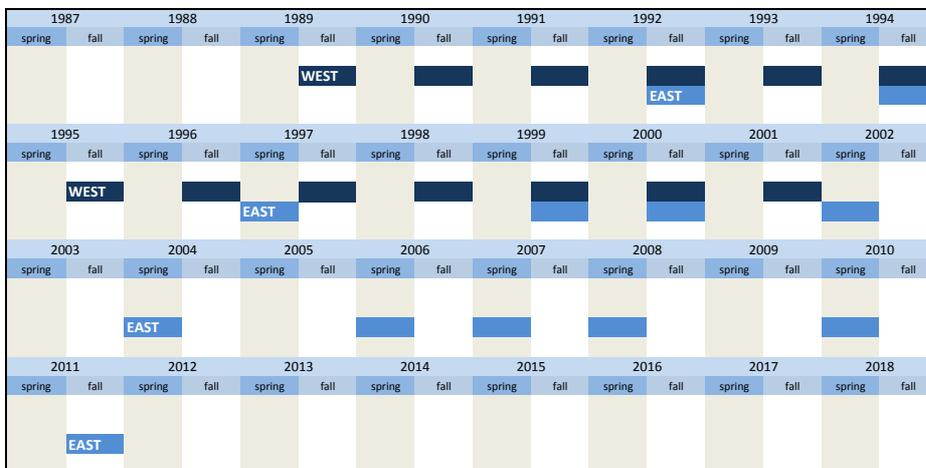 1987 1988 1989 1990 1991 1992 1993 1994
spring fall spring fall spring fall spring fall spring fall spring fall spring fall spring fall
WEST
EAST
1995 1996 1997 1998 1999 2000 2001 2002
spring fall spring fall spring fall spring fall spring fall spring fall spring fall spring fall
WEST
EAST
2003 2004 2005 2006 2007 2008 2009 2010
spring fall spring fall spring fall spring fall spring fall spring fall spring fall spring fall
EAST
2011 2012 2013 2014 2015 2016 2017 2018
spring fall spring fall spring fall spring fall spring fall spring fall spring fall spring fall
EAST